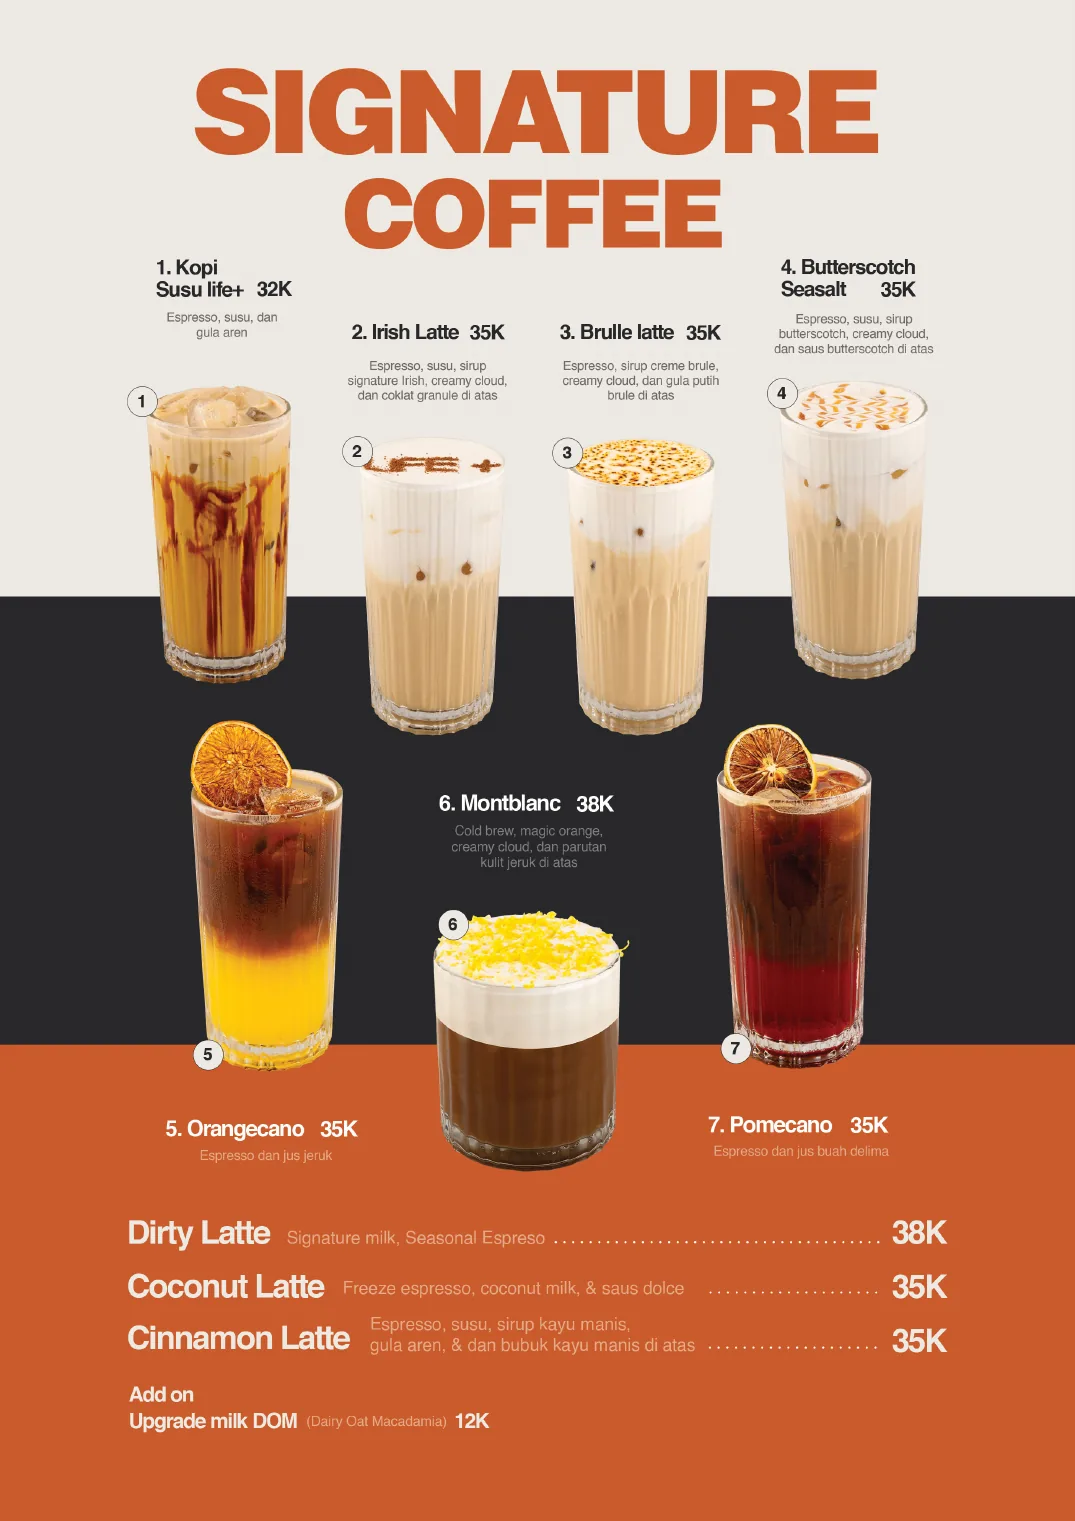 SIGNATURE
COFFEE
1. Kopi
Susu life+ 32K
Espresso, susu, dan
gula aren
2. Irish Latte 35K
Espresso, susu, sirup
signature Irish, creamy cloud,
dan coklat granule di atas
3. Brulle latte 35K
Espresso, sirup creme brule,
creamy cloud, dan gula putih
brule di atas
4. Butterscotch
Seasalt 35K
Espresso, susu, sirup
butterscotch, creamy cloud,
dan saus butterscotch di atas
1
2
LFE +
3
4
6. Montblanc 38K
Cold brew, magic orange,
creamy cloud, dan parutan
kulit jeruk di atas
6
5
7
5. Orangecano 35K
Espresso dan jus jeruk
7. Pomecano 35K
Espresso dan jus buah delima
Dirty Latte Signature milk, Seasonal Espreso ...................................... 38K
Coconut Latte Freeze espresso, coconut milk, & saus dolce .................... 35K
Cinnamon Latte Espresso, susu, sirup kayu manis,
gula aren, & dan bubuk kayu manis di atas .................... 35K
Add on
Upgrade milk DOM (Dairy Oat Macadamia) 12K